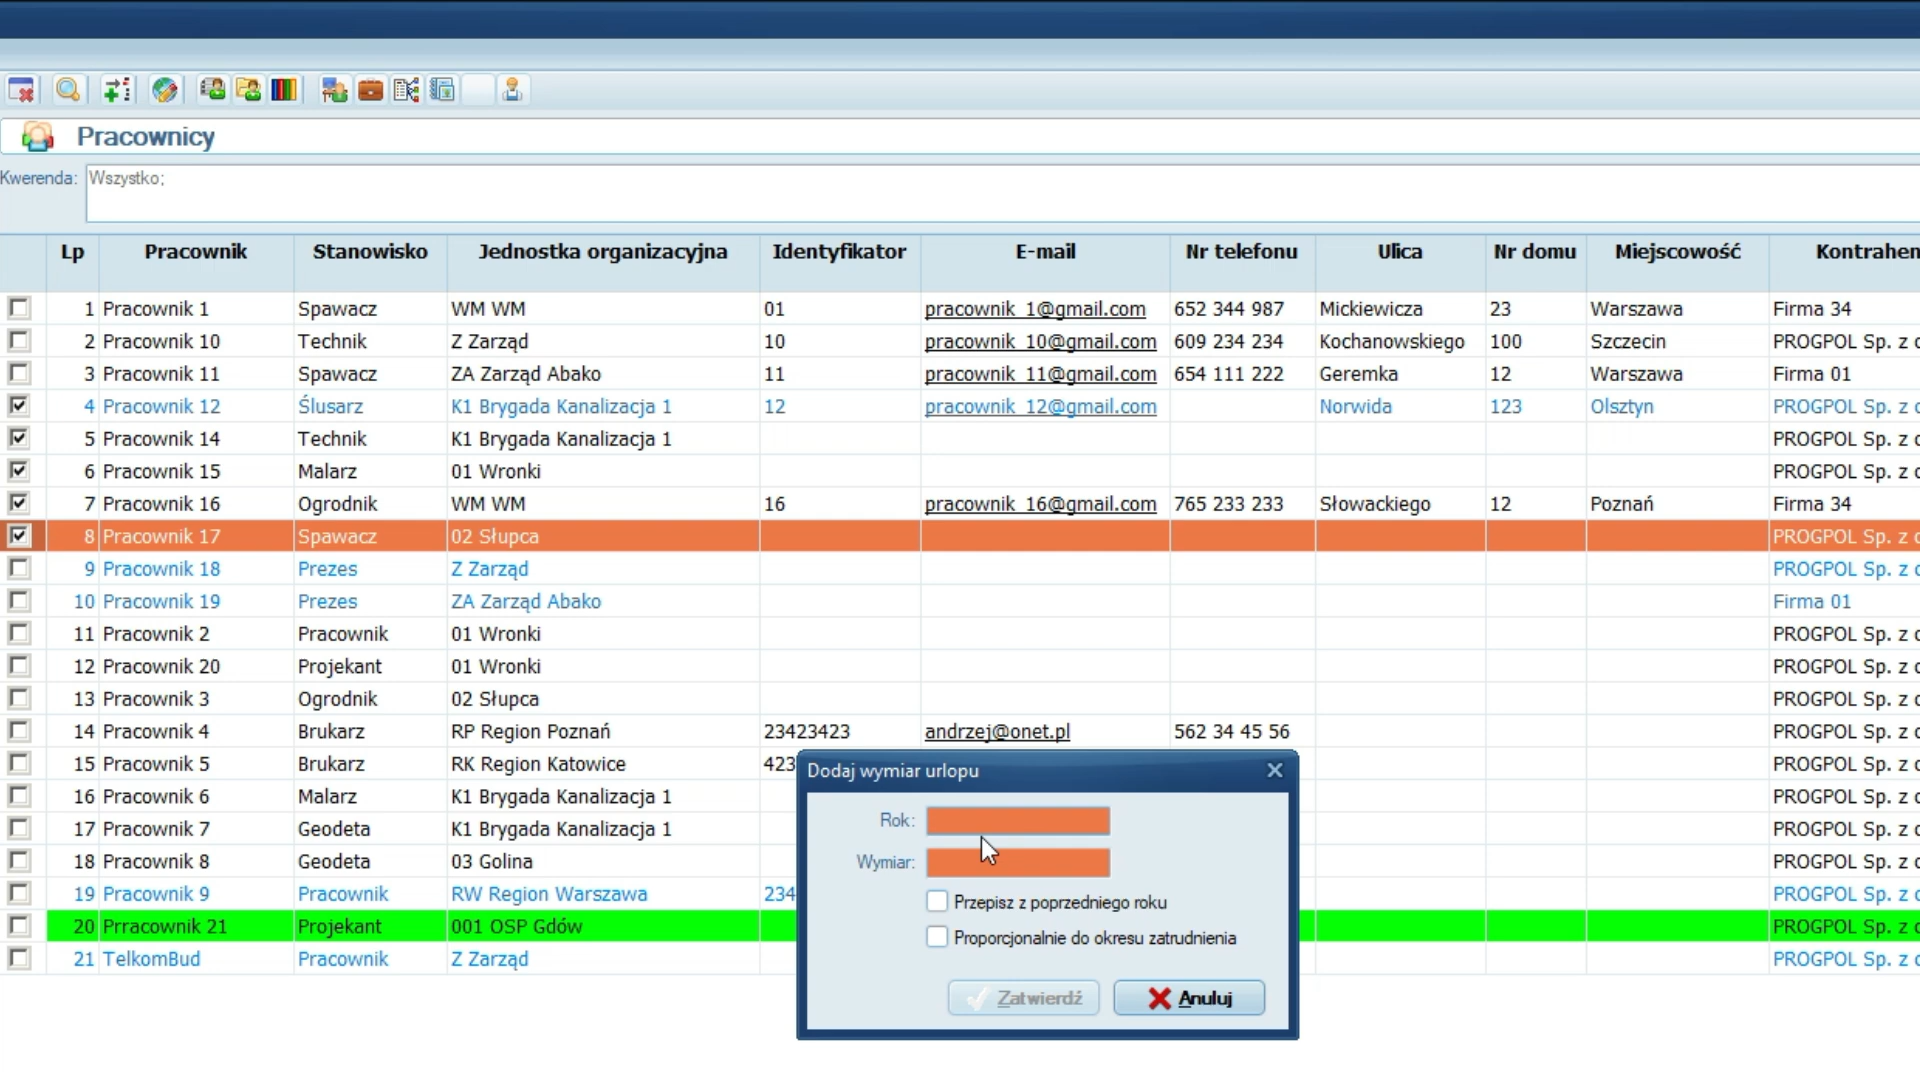 Pracownicy
Kwerenda: Wszystko;
Lp Pracownik Stanowisko Jednostka organizacyjna Identyfikator E-mail Nr telefonu Ulica Nr domu Miejscowość Kontrahen
1 Pracownik 1 Spawacz WM WM 01 pracownik_1@gmail.com 652 344 987 Mickiewicza 23 Warszawa Firma 34
2 Pracownik 10 Technik Z Zarząd 10 pracownik_10@gmail.com 609 234 234 Kochanowskiego 100 Szczecin PROGPOL Sp. z o
3 Pracownik 11 Spawacz ZA Zarząd Abako 11 pracownik_11@gmail.com 654 111 222 Geremka 12 Warszawa Firma 01
4 Pracownik 12 Ślusarz K1 Brygada Kanalizacja 1 12 pracownik_12@gmail.com Norwida 123 Olsztyn PROGPOL Sp. z o
5 Pracownik 14 Technik K1 Brygada Kanalizacja 1 PROGPOL Sp. z o
6 Pracownik 15 Malarz 01 Wronki PROGPOL Sp. z o
7 Pracownik 16 Ogrodnik WM WM 16 pracownik_16@gmail.com 765 233 233 Słowackiego 12 Poznań Firma 34
8 Pracownik 17 Spawacz 02 Słupca PROGPOL Sp. z o
9 Pracownik 18 Prezes Z Zarząd PROGPOL Sp. z o
10 Pracownik 19 Prezes ZA Zarząd Abako Firma 01
11 Pracownik 2 Pracownik 01 Wronki PROGPOL Sp. z o
12 Pracownik 20 Projekant 01 Wronki PROGPOL Sp. z o
13 Pracownik 3 Ogrodnik 02 Słupca PROGPOL Sp. z o
14 Pracownik 4 Brukarz RP Region Poznań 23423423 andrzej@onet.pl 562 34 45 56 PROGPOL Sp. z o
15 Pracownik 5 Brukarz RK Region Katowice 423 PROGPOL Sp. z o
16 Pracownik 6 Malarz K1 Brygada Kanalizacja 1 PROGPOL Sp. z o
17 Pracownik 7 Geodeta K1 Brygada Kanalizacja 1 PROGPOL Sp. z o
18 Pracownik 8 Geodeta 03 Golina PROGPOL Sp. z o
19 Pracownik 9 Pracownik RW Region Warszawa 234 PROGPOL Sp. z o
20 Prracownik 21 Projekant 001 OSP Gdów PROGPOL Sp. z o
21 TelkomBud Pracownik Z Zarząd PROGPOL Sp. z o
Dodaj wymiar urlopu
Rok:
Wymiar:
Przepisz z poprzedniego roku
Proporcjonalnie do okresu zatrudnienia
Zatwierdź Anuluj